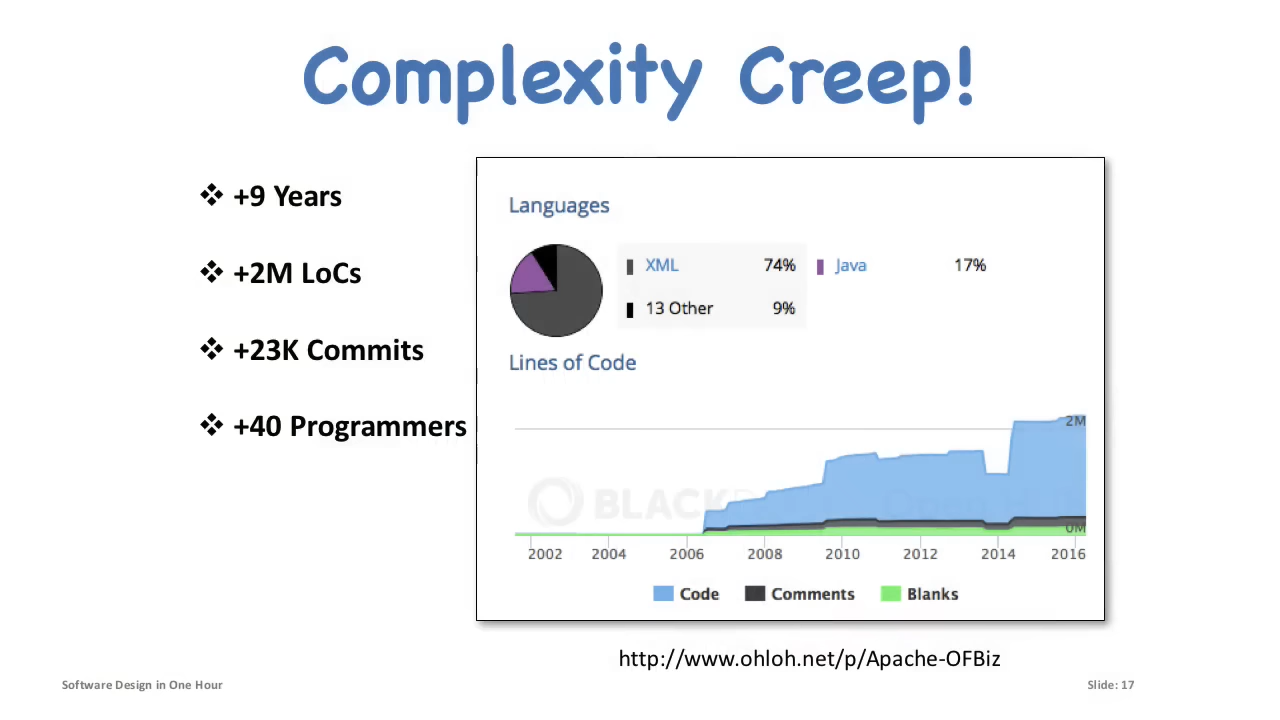 Complexity Creep!
❖ +9 Years
❖ +2M LoCs
❖ +23K Commits
❖ +40 Programmers
Languages
XML 74% Java 17%
13 Other 9%
Lines of Code
2M
BLACK
0M
2002 2004 2006 2008 2010 2012 2014 2016
Code Comments Blanks
http://www.ohloh.net/p/Apache-OFBiz
Software Design in One Hour
Slide: 17